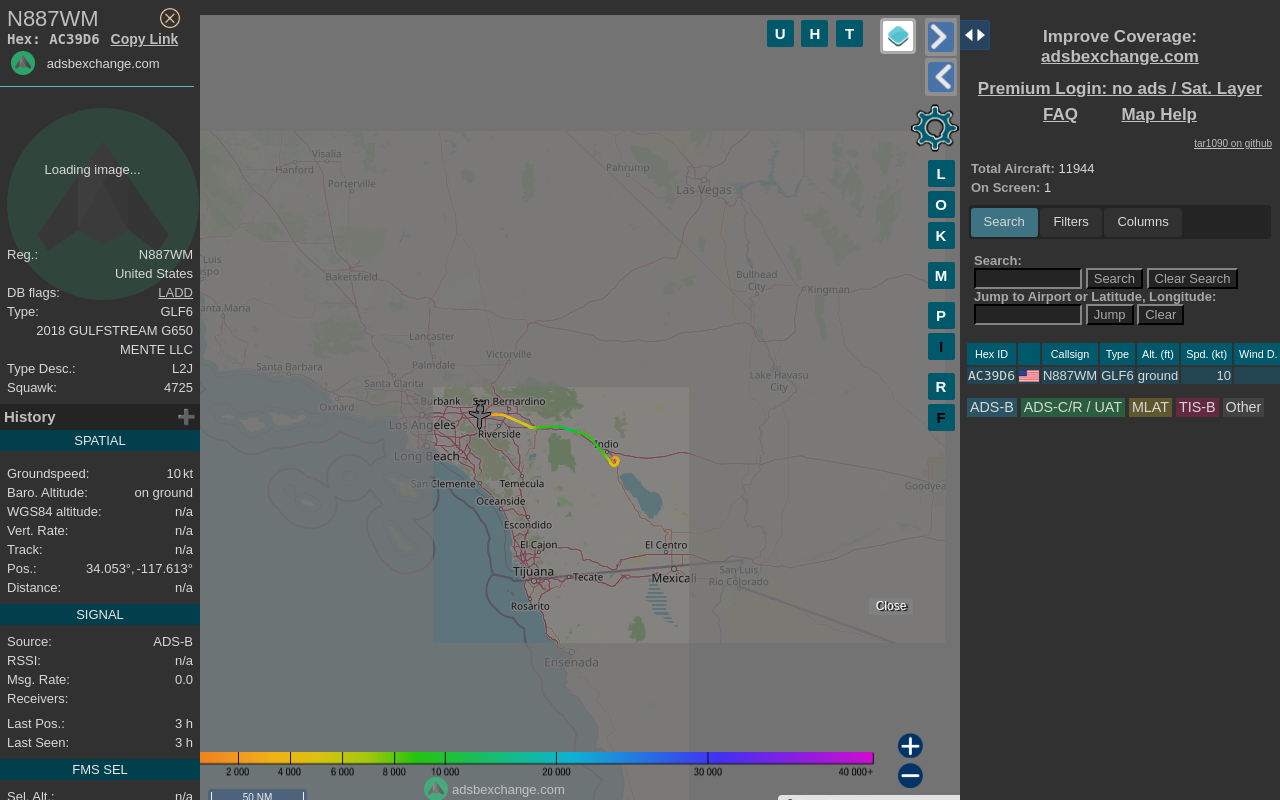 N887WM
Hex: AC39D6 Copy Link
adsbexchange.com
Loading image...
Reg.: N887WM
United States
DB flags: LADD
Type: GLF6
2018 GULFSTREAM G650
MENTE LLC
Type Desc.: L2J
Squawk: 4725
History
SPATIAL
Groundspeed: 10 kt
Baro. Altitude: on ground
WGS84 altitude: n/a
Vert. Rate: n/a
Track: n/a
Pos.: 34.053°, -117.613°
Distance: n/a
SIGNAL
Source: ADS-B
RSSI: n/a
Msg. Rate: 0.0
Receivers:
Last Pos.: 3 h
Last Seen: 3 h
FMS SEL
Sel. Alt.: n/a
U H T
L
O
K
M
P
I
R
F
Visalia
Hanford
Porterville
Pahrump
Las Vegas
Luis
ispo
Bakersfield
Bullhead
City
Kingman
anta Maria
Lancaster
Victorville
Palmdale
Santa Barbara
Santa Clarita
Lake Havasu
City
Oxnard
Burbank
San Bernardino
Los Angeles
Riverside
Indio
Long Beach
San Clemente
Temecula
Goodyea
Oceanside
Escondido
El Cajon
El Centro
Tijuana
Tecate
Mexicali
San Luis
Río Colorado
Rosarito
Ensenada
Close
2 000 4 000 6 000 8 000 10 000 20 000 30 000 40 000+
adsbexchange.com
50 NM
Improve Coverage:
adsbexchange.com
Premium Login: no ads / Sat. Layer
FAQ Map Help
tar1090 on github
Total Aircraft: 11944
On Screen: 1
Search Filters Columns
Search:
Search Clear Search
Jump to Airport or Latitude, Longitude:
Jump Clear
Hex ID Callsign Type Alt. (ft) Spd. (kt) Wind D.
AC39D6 N887WM GLF6 ground 10
ADS-B ADS-C/R / UAT MLAT TIS-B Other